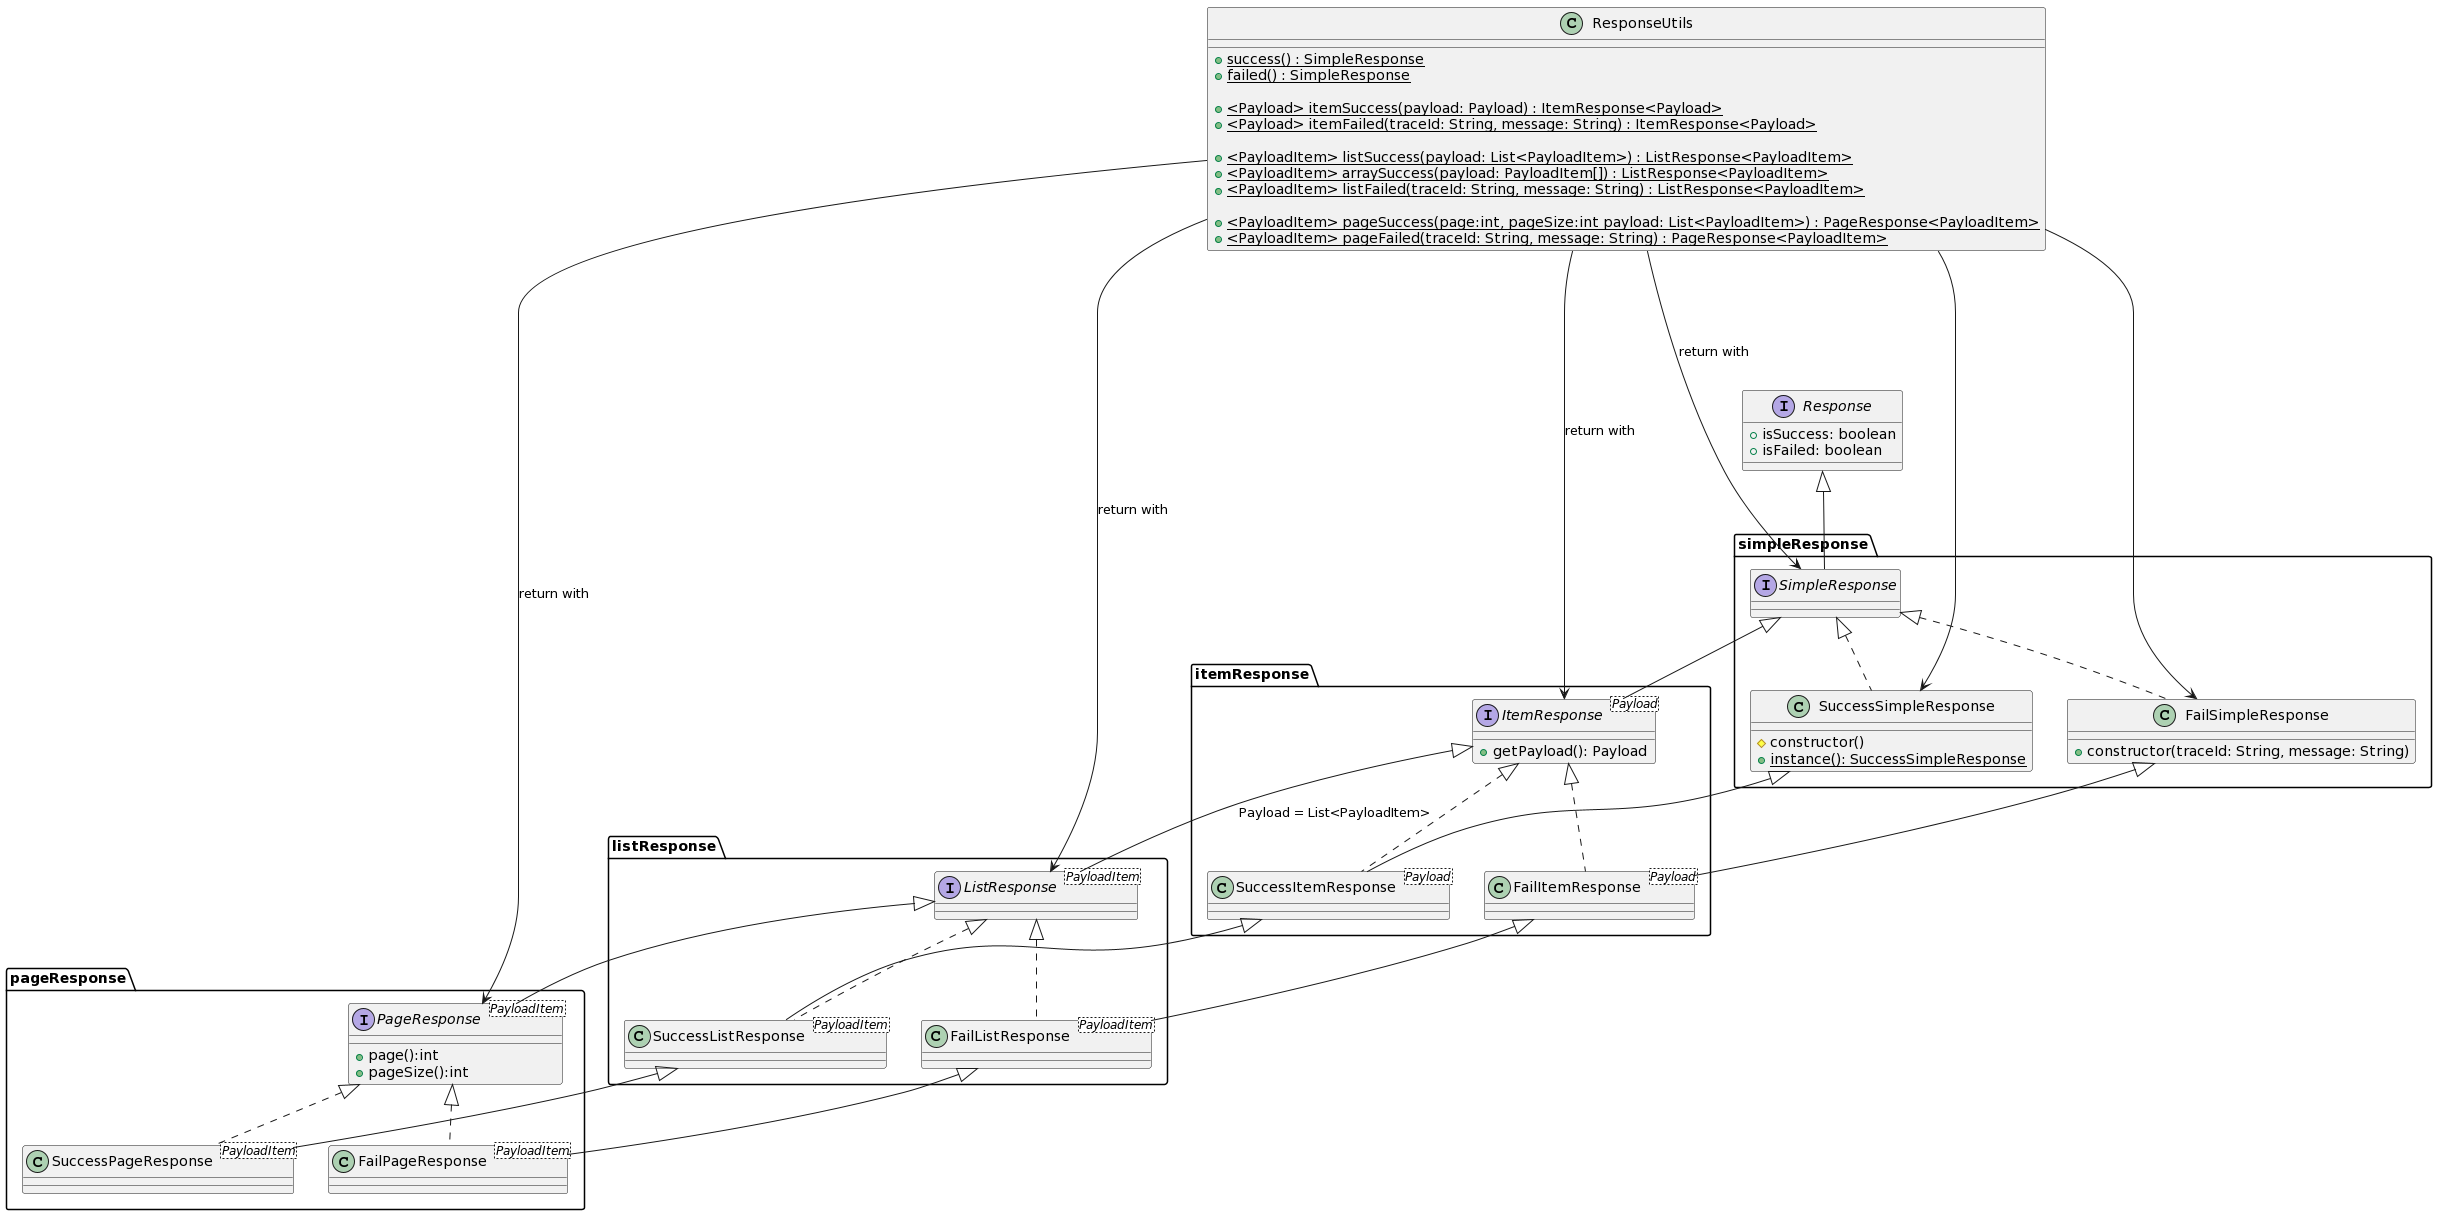 C ResponseUtils
success() : SimpleResponse
failed() : SimpleResponse
<Payload> itemSuccess(payload: Payload) : ItemResponse<Payload>
<Payload> itemFailed(traceId: String, message: String) : ItemResponse<Payload>
<PayloadItem> listSuccess(payload: List<PayloadItem>) : ListResponse<PayloadItem>
<PayloadItem> arraySuccess(payload: PayloadItem[]) : ListResponse<PayloadItem>
<PayloadItem> listFailed(traceId: String, message: String) : ListResponse<PayloadItem>
<PayloadItem> pageSuccess(page:int, pageSize:int payload: List<PayloadItem>) : PageResponse<PayloadItem>
<PayloadItem> pageFailed(traceId: String, message: String) : PageResponse<PayloadItem>
return with
I Response
isSuccess: boolean
isFailed: boolean
return with
return with
return with
simpleResponse
I SimpleResponse
C SuccessSimpleResponse
constructor()
instance(): SuccessSimpleResponse
C FailSimpleResponse
constructor(traceId: String, message: String)
itemResponse
I ItemResponse
Payload
getPayload(): Payload
Payload = List<PayloadItem>
C SuccessItemResponse
Payload
C FailItemResponse
Payload
listResponse
I ListResponse
PayloadItem
C SuccessListResponse
PayloadItem
C FailListResponse
PayloadItem
pageResponse
I PageResponse
PayloadItem
page():int
pageSize():int
C SuccessPageResponse
PayloadItem
C FailPageResponse
PayloadItem